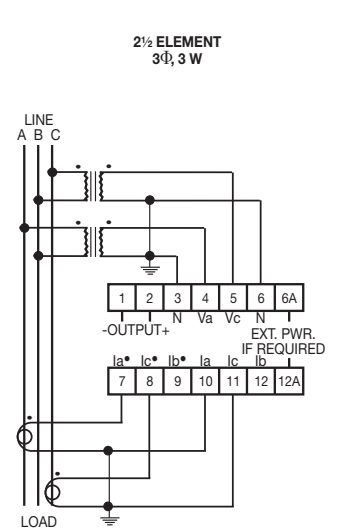 2½ ELEMENT
3Φ, 3 W
LINE
A B C
1 2 3 4 5 6 6A
N Va Vc N
-OUTPUT+
EXT. PWR.
IF REQUIRED
Ia• Ic• Ib• Ia Ic Ib
7 8 9 10 11 12 12A
LOAD